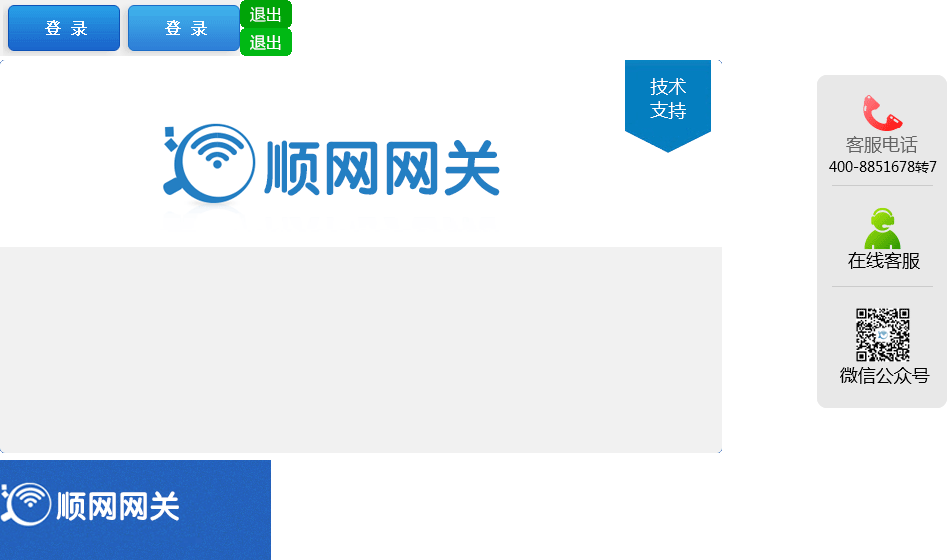 登 录
登 录
退出
退出
技术
支持
顺网网关
客服电话
400-8851678转7
在线客服
微信公众号
顺网网关